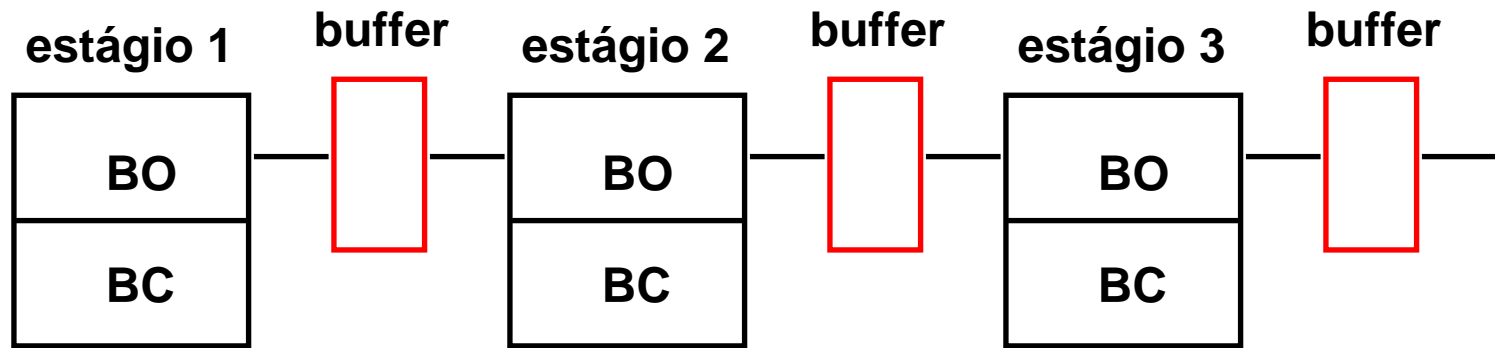 estágio 1 buffer estágio 2 buffer estágio 3 buffer
BO BO BO
BC BC BC